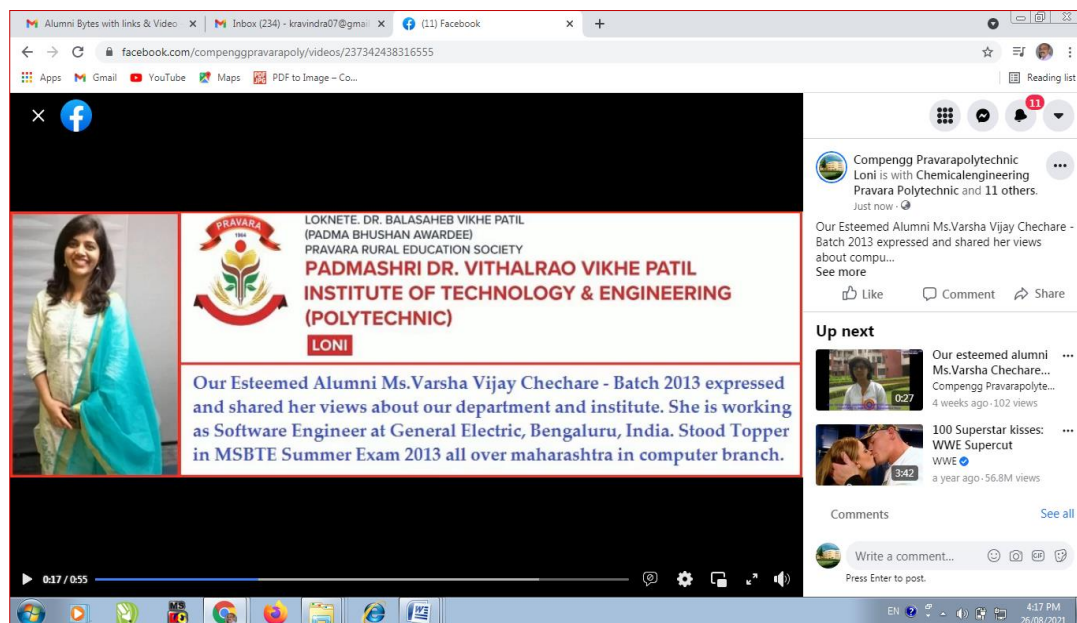 Alumni Bytes with links & Video
Inbox (234) - kravindra07@gmai
(11) Facebook
facebook.com/compenggpravarapoly/videos/237342438316555
Apps
Gmail
YouTube
Maps
PDF to Image – Co...
Reading list
11
PRAVARA
1964
LOKNETE. DR. BALASAHEB VIKHE PATIL
(PADMA BHUSHAN AWARDEE)
PRAVARA RURAL EDUCATION SOCIETY
PADMASHRI DR. VITHALRAO VIKHE PATIL
INSTITUTE OF TECHNOLOGY & ENGINEERING
(POLYTECHNIC)
LONI
Our Esteemed Alumni Ms.Varsha Vijay Chechare - Batch 2013 expressed
and shared her views about our department and institute. She is working
as Software Engineer at General Electric, Bengaluru, India. Stood Topper
in MSBTE Summer Exam 2013 all over maharashtra in computer branch.
0:17 / 0:55
Compengg Pravarapolytechnic
Loni is with Chemicalengineering
Pravara Polytechnic and 11 others.
Just now ·
Our Esteemed Alumni Ms.Varsha Vijay Chechare -
Batch 2013 expressed and shared her views
about compu...
See more
Like
Comment
Share
Up next
0:27
Our esteemed alumni
Ms.Varsha Chechare...
Compengg Pravarapolyte...
4 weeks ago · 102 views
3:42
100 Superstar kisses:
WWE Supercut
WWE
a year ago · 56.8M views
Comments
See all
Write a comment...
GIF
Press Enter to post.
MS
EN
4:17 PM
26/08/2021